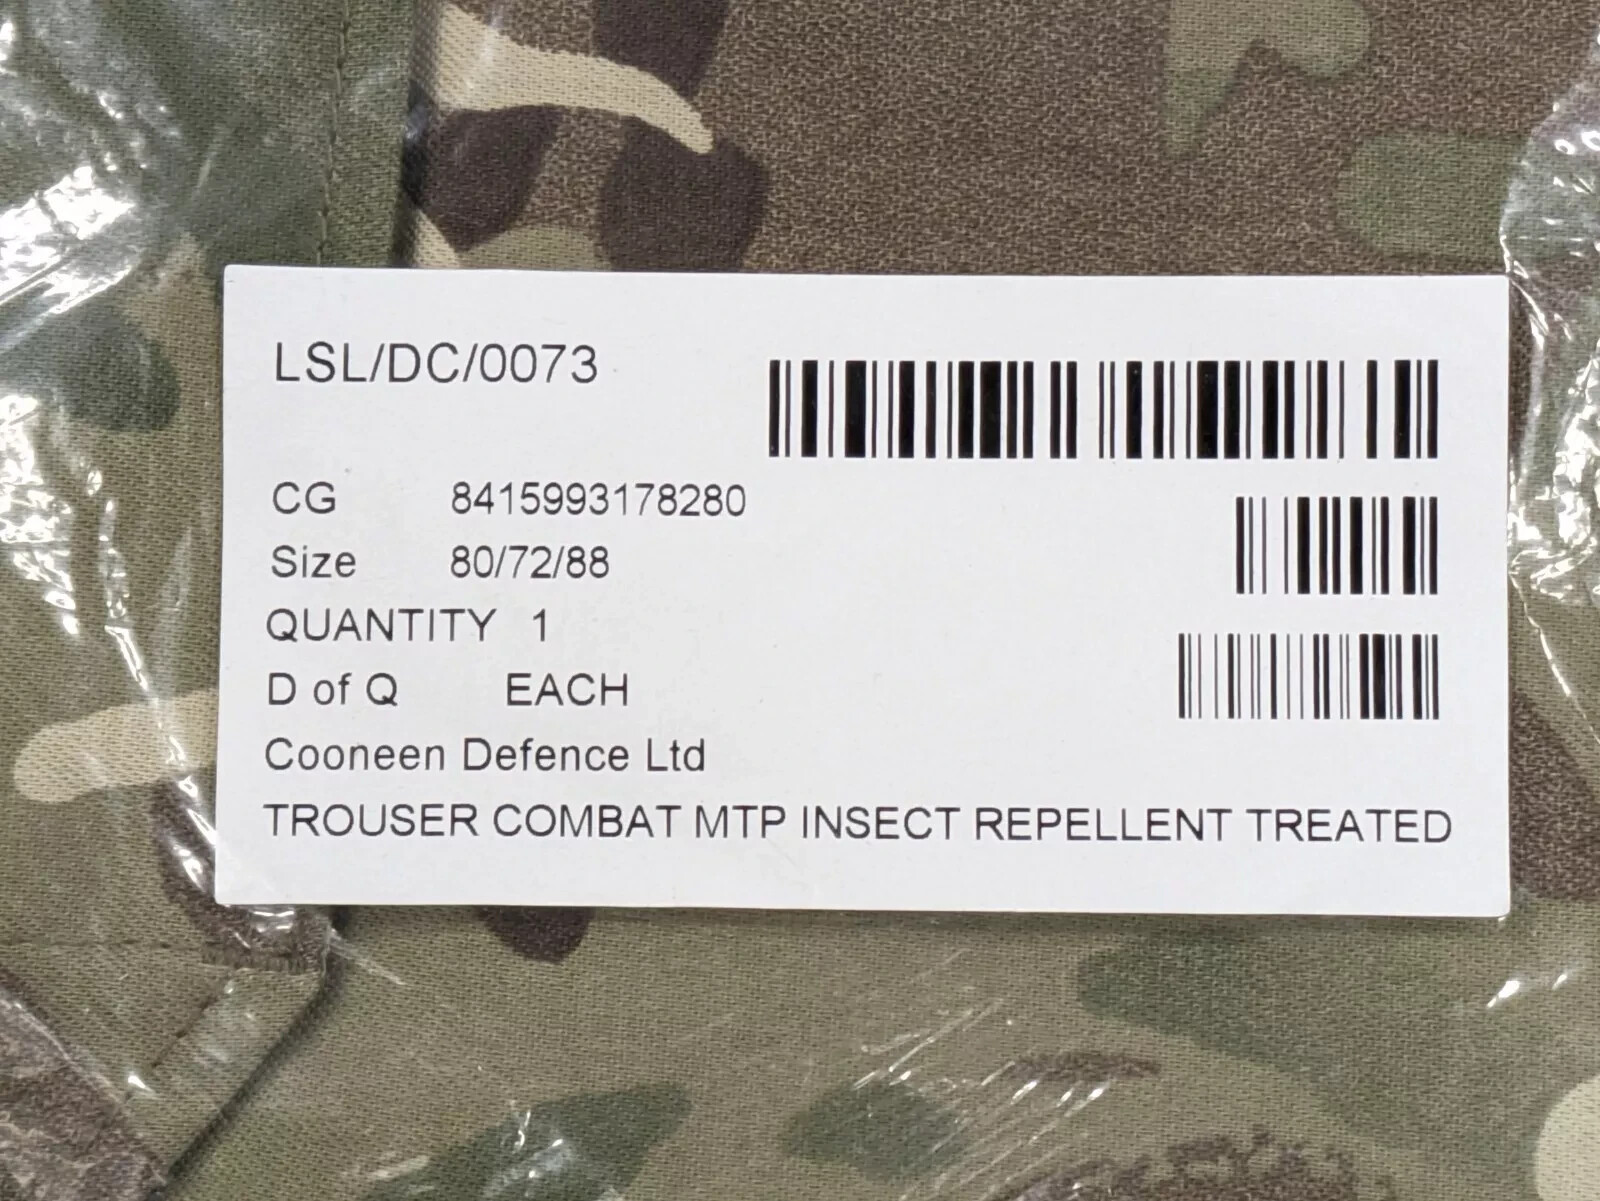 LSL/DC/0073
CG 8415993178280
Size 80/72/88
QUANTITY 1
D of Q EACH
Cooneen Defence Ltd
TROUSER COMBAT MTP INSECT REPELLENT TREATED